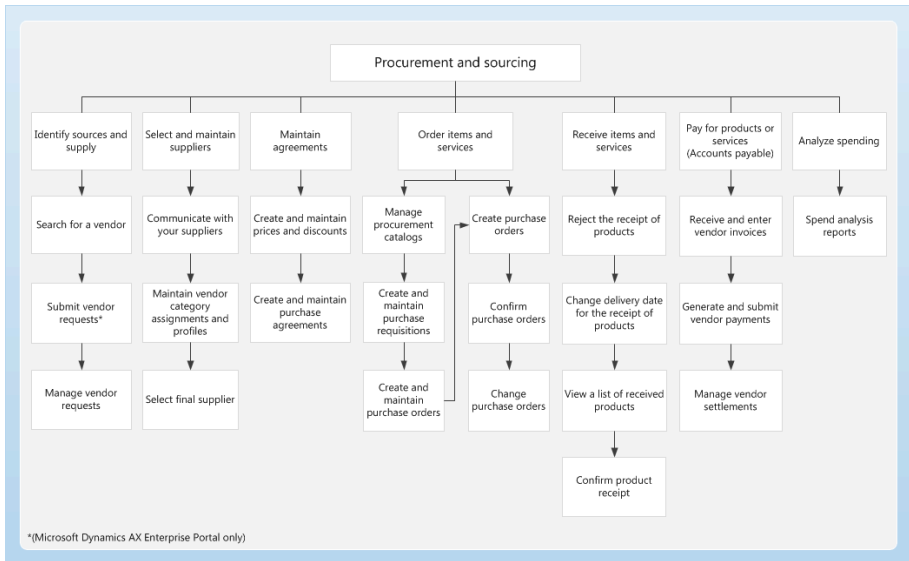 Procurement and sourcing
Identify sources and
supply
Select and maintain
suppliers
Maintain
agreements
Order items and
services
Receive items and
services
Pay for products or
services
(Accounts payable)
Analyze spending
Search for a vendor
Communicate with
your suppliers
Create and maintain
prices and discounts
Manage
procurement
catalogs
Create purchase
orders
Reject the receipt of
products
Receive and enter
vendor invoices
Spend analysis
reports
Submit vendor
requests*
Maintain vendor
category
assignments and
profiles
Create and maintain
purchase
agreements
Create and
maintain
purchase
requisitions
Confirm
purchase orders
Change delivery date
for the receipt of
products
Generate and submit
vendor payments
Manage vendor
requests
Select final supplier
Create and
maintain
purchase orders
Change
purchase orders
View a list of received
products
Manage vendor
settlements
Confirm product
receipt
*(Microsoft Dynamics AX Enterprise Portal only)